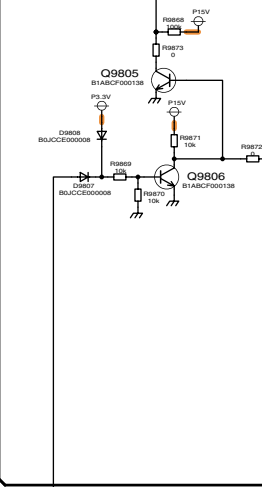 R9868
100k
P15V
R9873
0
Q9805
B1ABCF000138
P3.3V
P15V
D9808
B0JCCE000008
R9871
10k
R9872
0
R9869
10k
Q9806
B1ABCF000138
D9807
B0JCCE000008
R9870
10k